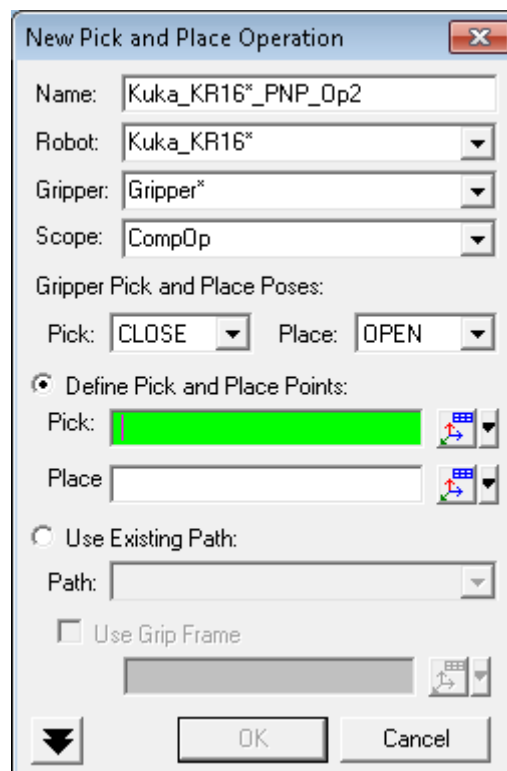 New Pick and Place Operation
Name: Kuka_KR16*_PNP_Op2
Robot: Kuka_KR16*
Gripper: Gripper*
Scope: CompOp
Gripper Pick and Place Poses:
Pick: CLOSE Place: OPEN
Define Pick and Place Points:
Pick:
Place
Use Existing Path:
Path:
Use Grip Frame
OK Cancel